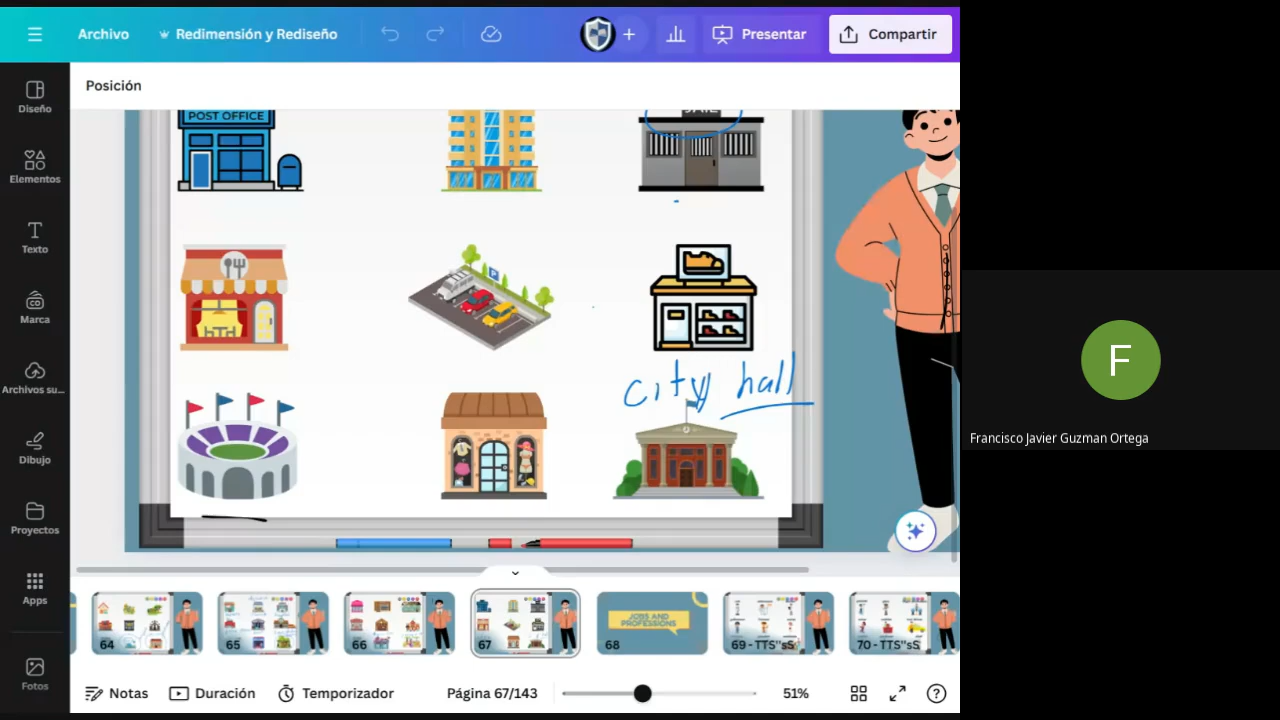 Archivo
Redimensión y Rediseño
Presentar
Compartir
Posición
Diseño
Elementos
Texto
Marca
Archivos su...
Dibujo
Proyectos
Apps
Fotos
POST OFFICE
JAIL
P
city hall
F
Francisco Javier Guzman Ortega
64
65
66
67
JOBS AND
PROFESSIONS
68
69 - TTS"sS
70 - TTS"sS
Notas
Duración
Temporizador
Página 67/143
51%